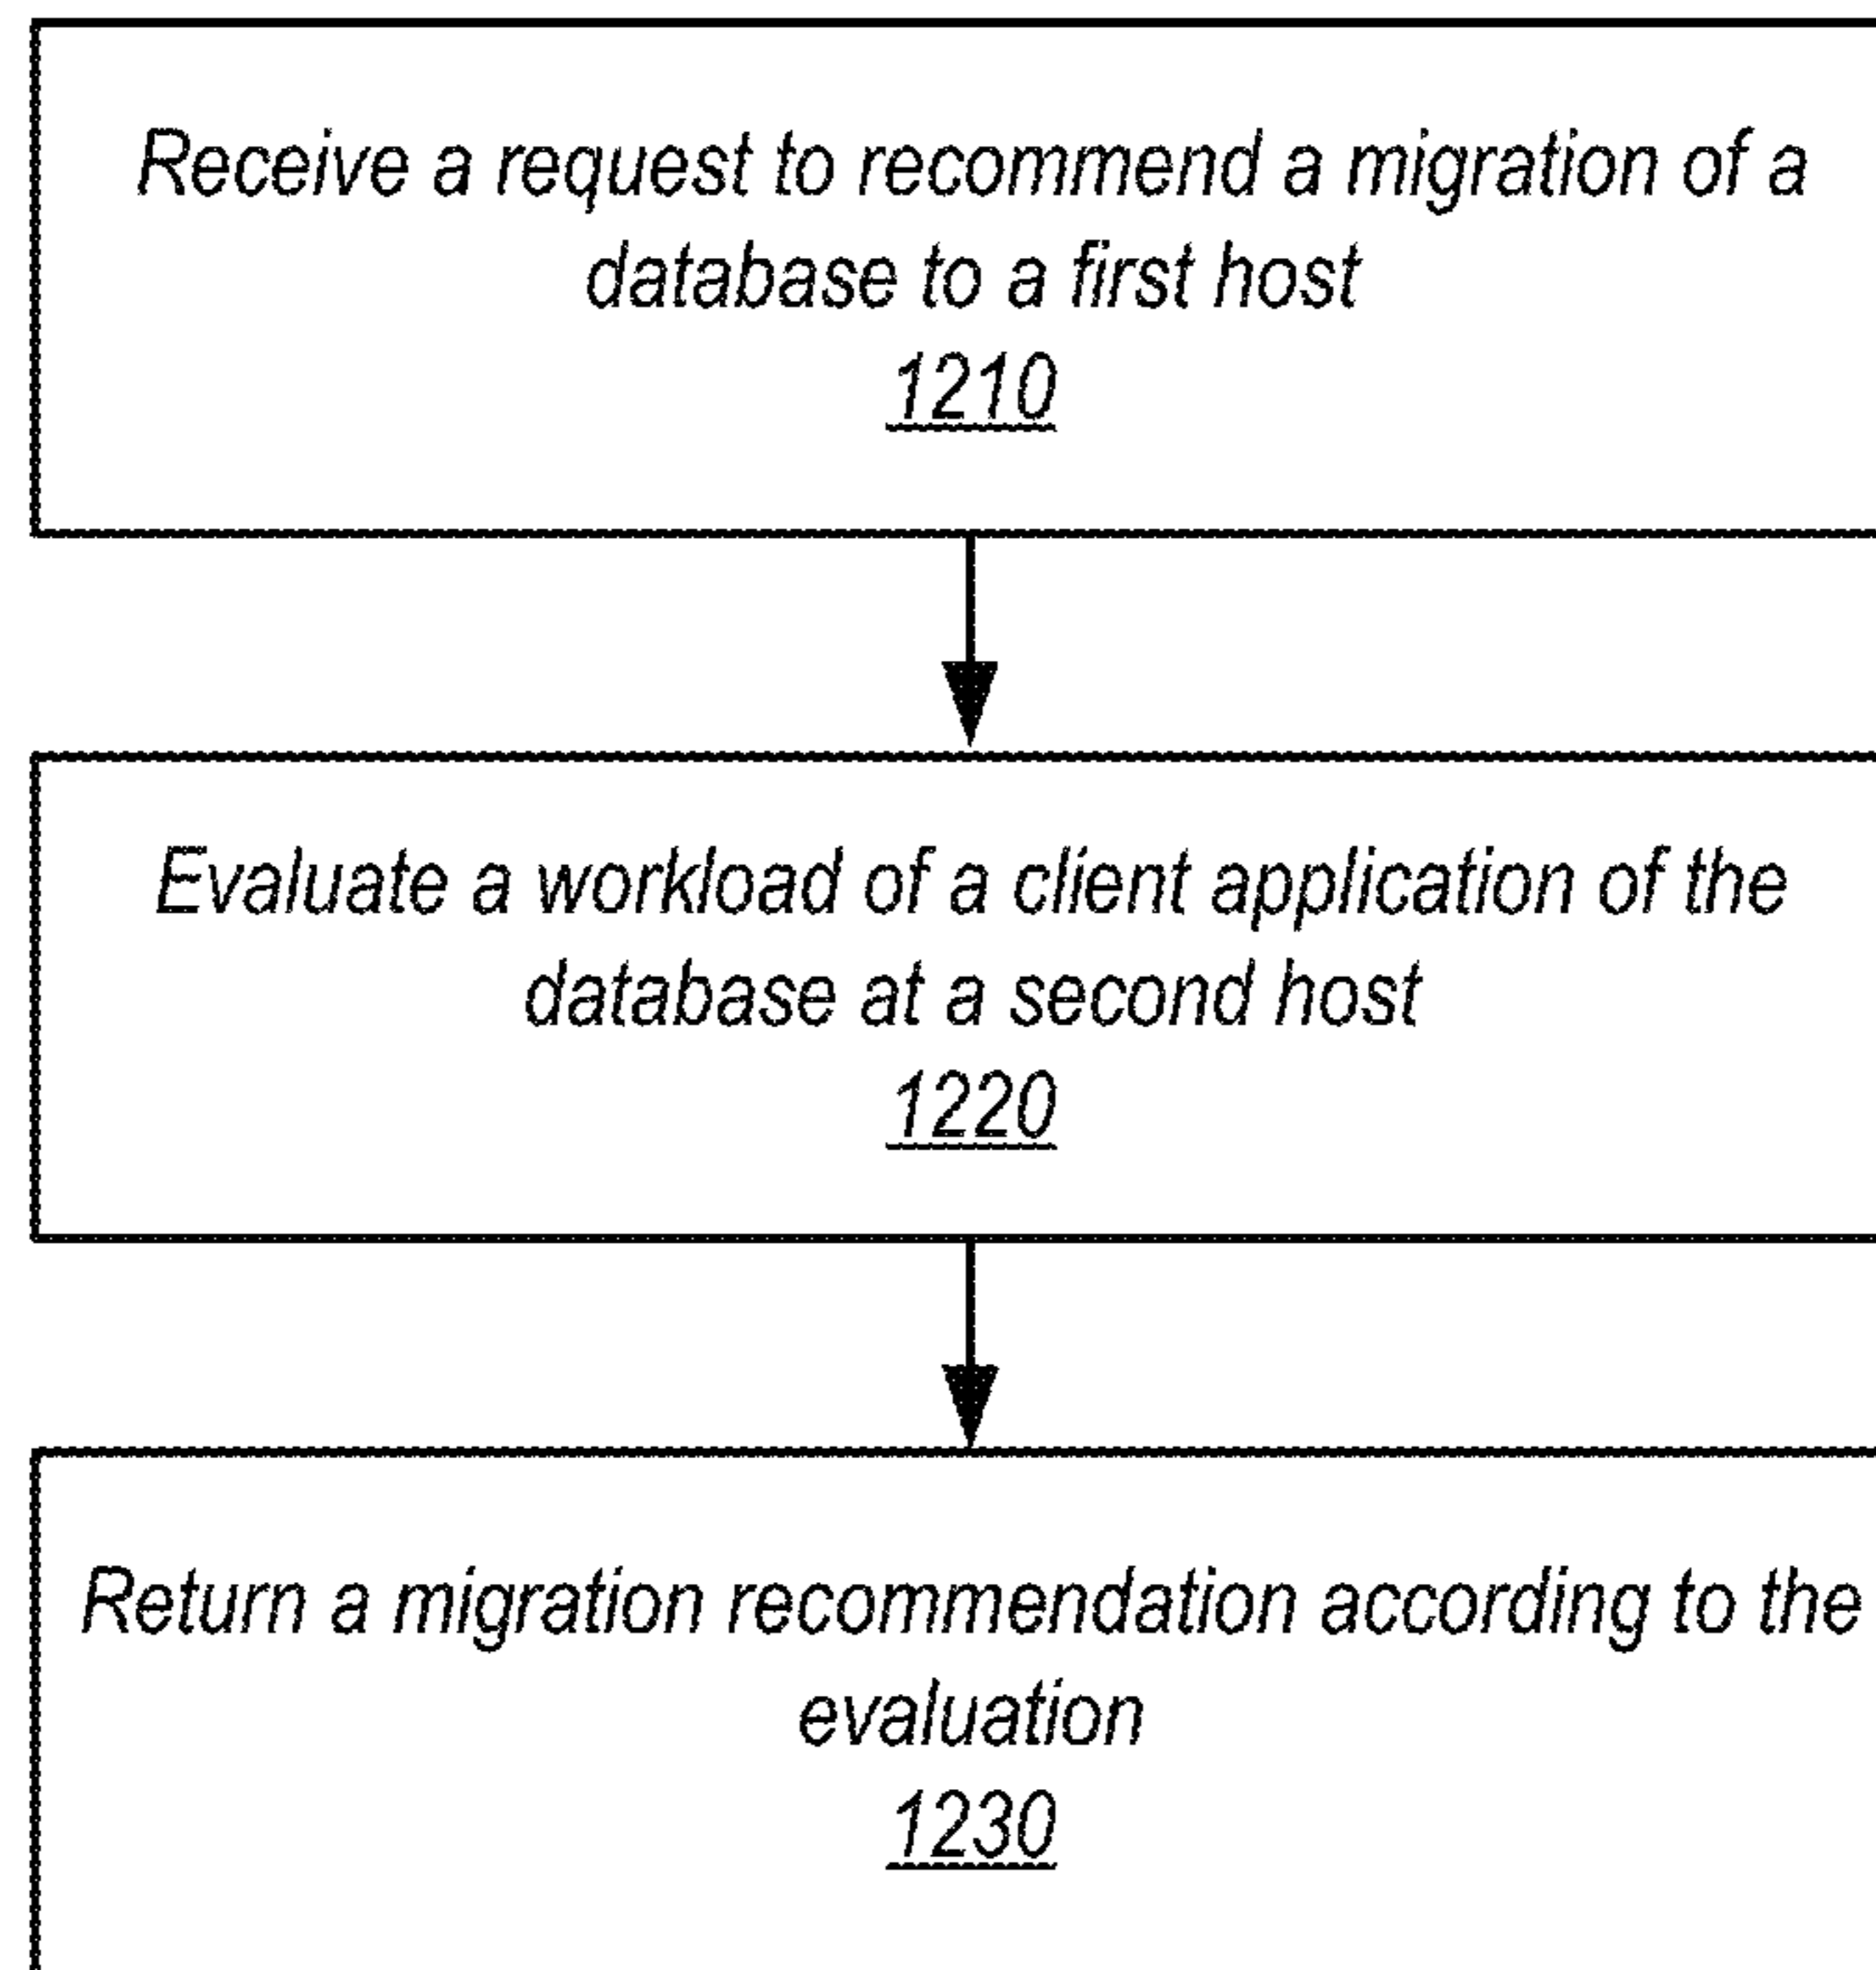 Receive a request to recommend a migration of a
database to a first host
1210
Evaluate a workload of a client application of the
database at a second host
1220
Return a migration recommendation according to the
evaluation
1230